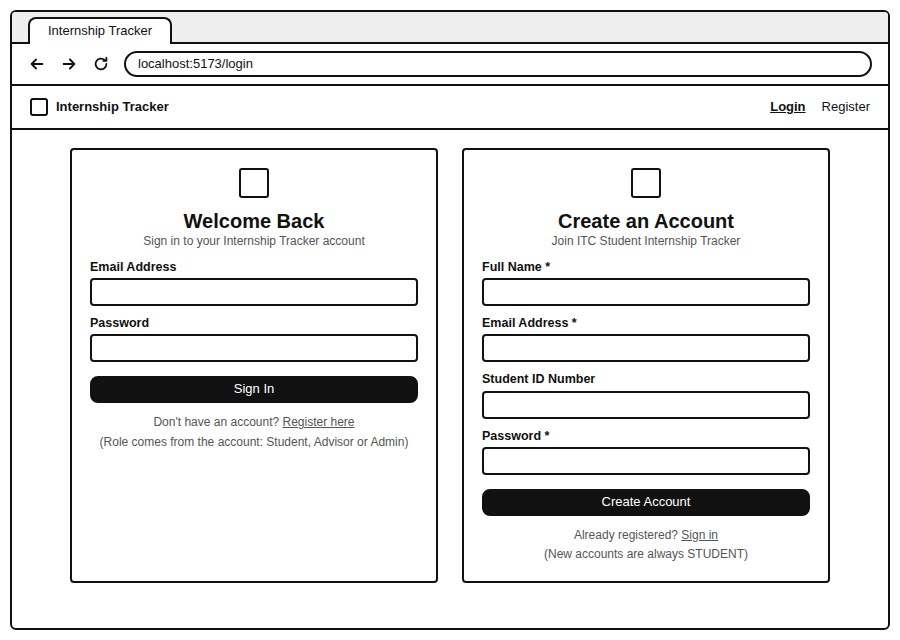 Internship Tracker
localhost:5173/login
Internship Tracker
Login Register
Welcome Back
Sign in to your Internship Tracker account
Email Address
Password
Sign In
Don't have an account? Register here
(Role comes from the account: Student, Advisor or Admin)
Create an Account
Join ITC Student Internship Tracker
Full Name *
Email Address *
Student ID Number
Password *
Create Account
Already registered? Sign in
(New accounts are always STUDENT)